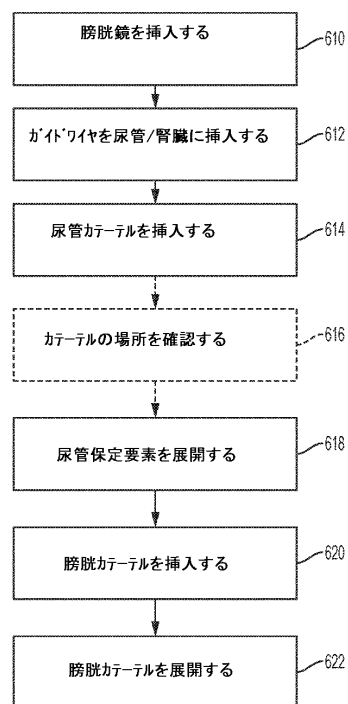 膀胱鏡を挿入する
610
ｶﾞｲﾄﾞﾜｲﾔを尿管/腎臓に挿入する
612
尿管ｶﾃｰﾃﾙを挿入する
614
ｶﾃｰﾃﾙの場所を確認する
616
尿管保定要素を展開する
618
膀胱ｶﾃｰﾃﾙを挿入する
620
膀胱ｶﾃｰﾃﾙを展開する
622